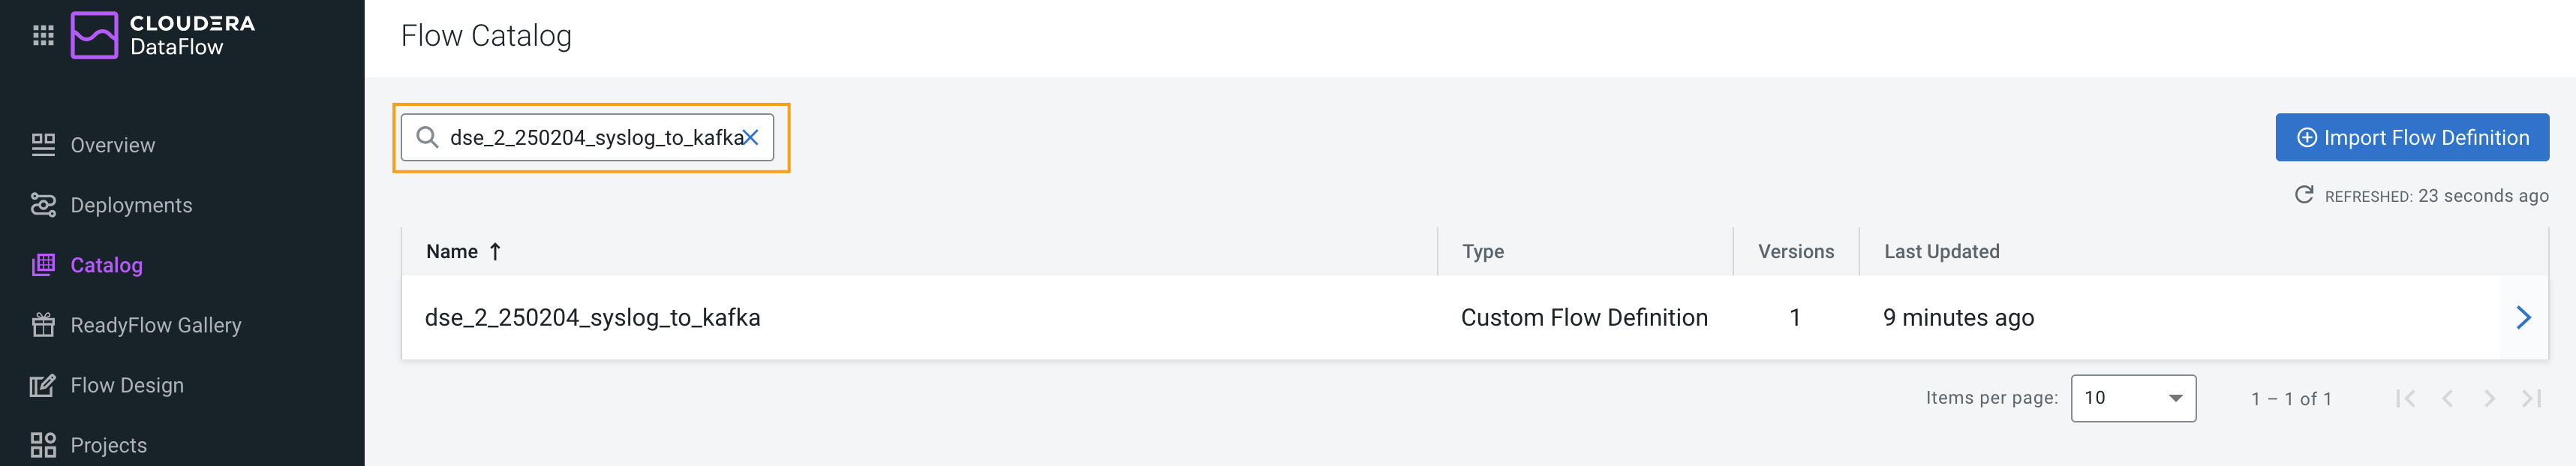 CLOUDERA
DataFlow
Overview
Deployments
Catalog
ReadyFlow Gallery
Flow Design
Projects
Flow Catalog
dse_2_250204_syslog_to_kafka
Import Flow Definition
REFRESHED: 23 seconds ago
Name Type Versions Last Updated
dse_2_250204_syslog_to_kafka Custom Flow Definition 1 9 minutes ago
Items per page: 10 1 – 1 of 1